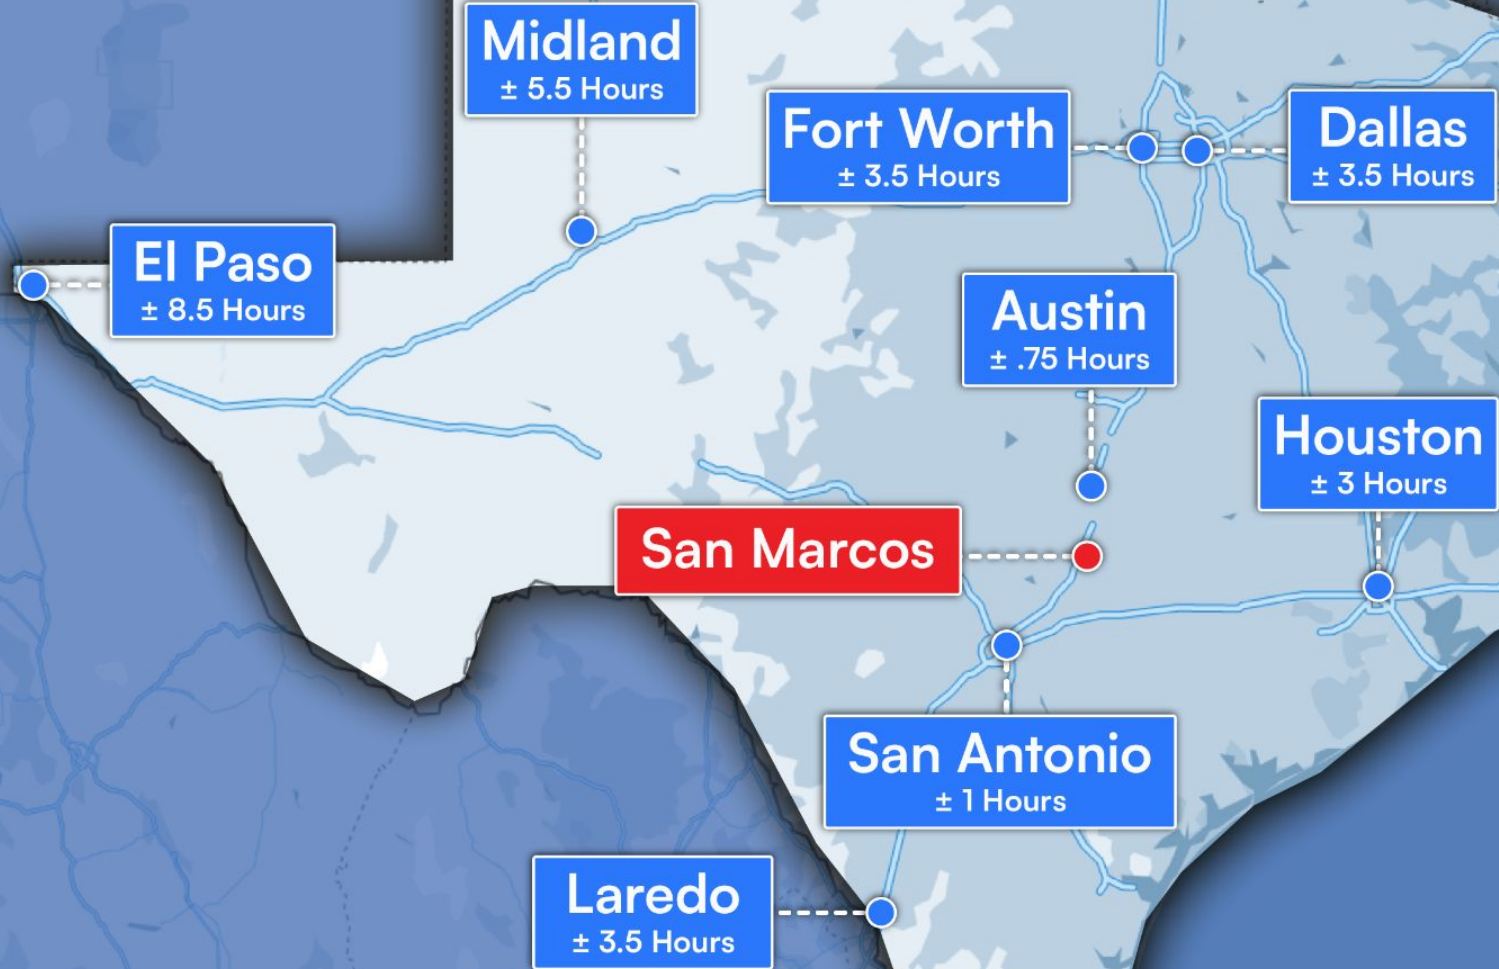 Midland
± 5.5 Hours
Fort Worth
± 3.5 Hours
Dallas
± 3.5 Hours
El Paso
± 8.5 Hours
Austin
± .75 Hours
Houston
± 3 Hours
San Marcos
San Antonio
± 1 Hours
Laredo
± 3.5 Hours